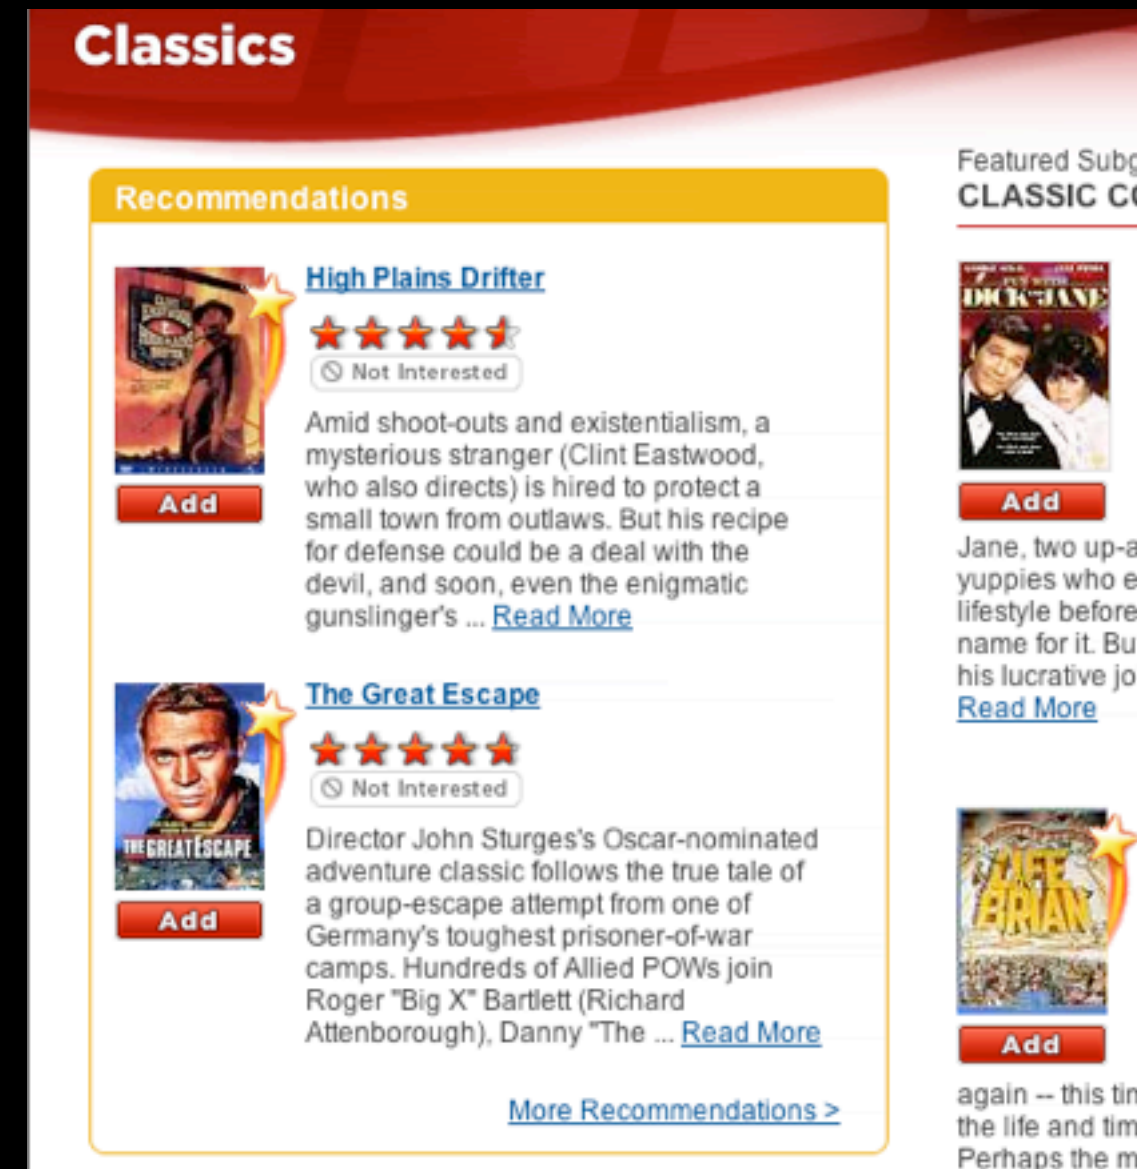 Classics
Recommendations
High Plains Drifter
Not Interested
Amid shoot-outs and existentialism, a
mysterious stranger (Clint Eastwood,
who also directs) is hired to protect a
small town from outlaws. But his recipe
for defense could be a deal with the
devil, and soon, even the enigmatic
gunslinger's ... Read More
Add
The Great Escape
Not Interested
Director John Sturges's Oscar-nominated
adventure classic follows the true tale of
a group-escape attempt from one of
Germany's toughest prisoner-of-war
camps. Hundreds of Allied POWs join
Roger "Big X" Bartlett (Richard
Attenborough), Danny "The ... Read More
THE GREAT ESCAPE
Add
More Recommendations >
Featured Subg
CLASSIC CO
FUN WITH
DICK AND JANE
Add
Jane, two up-a
yuppies who e
lifestyle before
name for it. Bu
his lucrative jo
Read More
LIFE
BRIAN
Add
again -- this tim
the life and tim
Perhaps the m